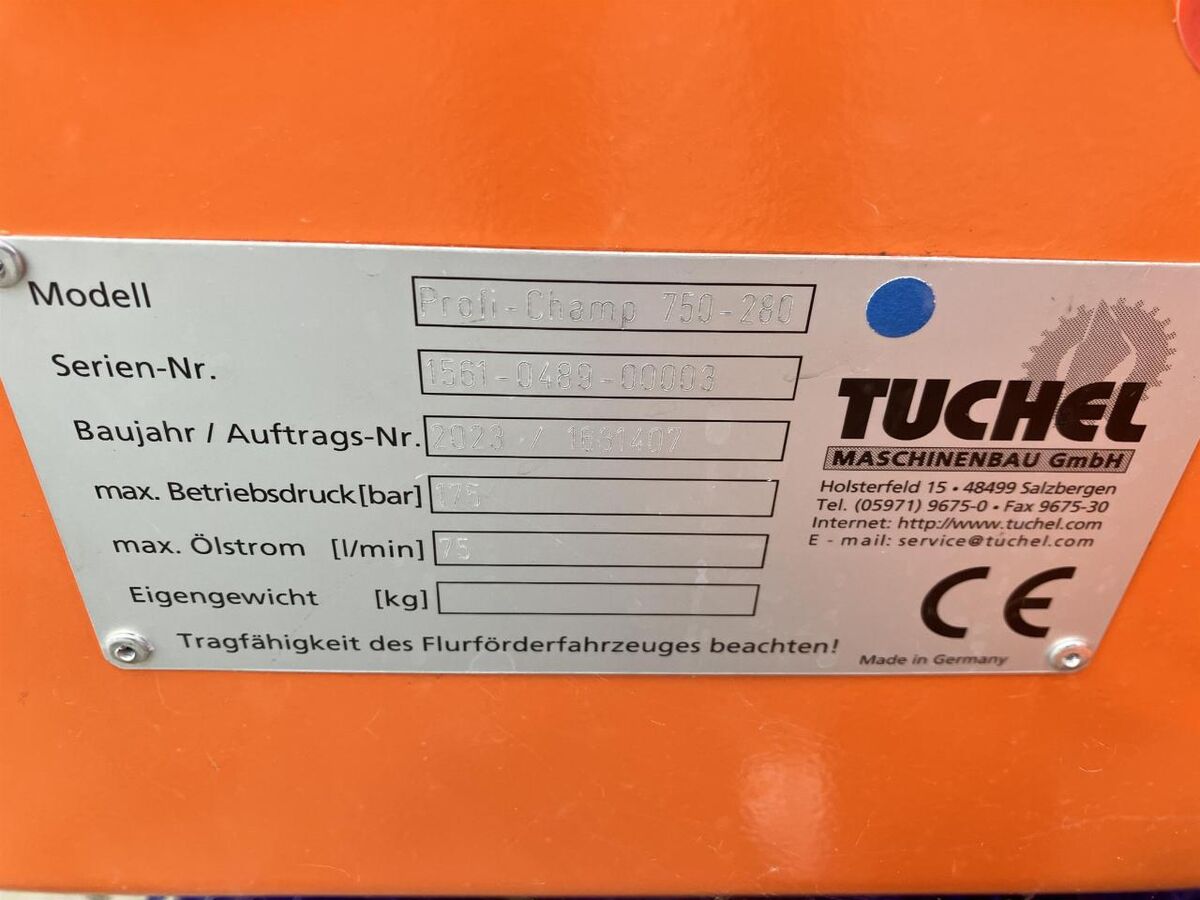 Modell Profi-Champ 750-280
Serien-Nr. 1561-0489-00003
Baujahr / Auftrags-Nr. 2023 / 1681407
max. Betriebsdruck [bar] 175
max. Ölstrom [l/min] 75
Eigengewicht [kg]
Tragfähigkeit des Flurförderfahrzeuges beachten!
TUCHEL
MASCHINENBAU GmbH
Holsterfeld 15 • 48499 Salzbergen
Tel. (05971) 9675-0 • Fax 9675-30
Internet: http://www.tuchel.com
E - mail: service@tuchel.com
CE
Made in Germany